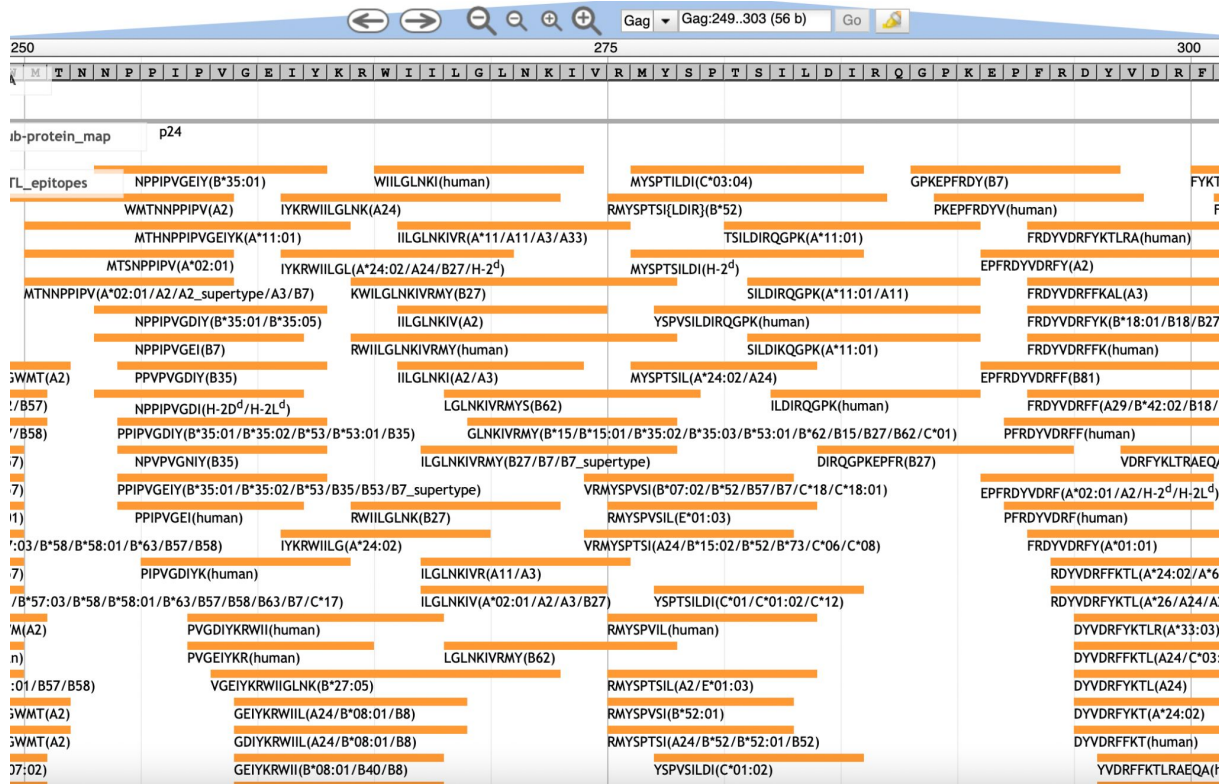 Gag Gag:249..303 (56 b) Go
250 275 300
M T N N P P I P V G E I Y K R W I I L G L N K I V R M Y S P T S I L D I R Q G P K E P F R D Y V D R F
ub-protein_map p24
TL_epitopes
NPPIPVGEIY(B*35:01) WIILGLNKI(human) MYSPTSILDI(C*03:04) GPKEPFRDY(B7) FYKT
WMTNNPPIPV(A2) IYKRWIILGLNK(A24) RMYSPTSI{LDIR}(B*52) PKEPFRDYV(human)
MTHNPPIPVGEIYK(A*11:01) IILGLNKIVR(A*11/A11/A3/A33) TSILDIRQGPK(A*11:01) FRDYVDRFYKTLRA(human)
MTSNPPIPV(A*02:01) IYKRWIILGL(A*24:02/A24/B27/H-2ᵈ) MYSPTSILDI(H-2ᵈ) EPFRDYVDRFY(A2)
MTNNPPIPV(A*02:01/A2/A2_supertype/A3/B7) KWILGLNKIVRMY(B27) SILDIRQGPK(A*11:01/A11) FRDYVDRFFKAL(A3)
NPPIPVGDIY(B*35:01/B*35:05) IILGLNKIV(A2) YSPVSILDIRQGPK(human) FRDYVDRFYK(B*18:01/B18/B27
NPPIPVGEI(B7) RWIILGLNKIVRMY(human) SILDIKQGPK(A*11:01) FRDYVDRFFK(human)
GWMT(A2) PPVPVGDIY(B35) IILGLNKI(A2/A3) MYSPTSIL(A*24:02/A24) EPFRDYVDRFF(B81)
/B57) NPPIPVGDI(H-2Dᵈ/H-2Lᵈ) LGLNKIVRMYS(B62) ILDIRQGPK(human) FRDYVDRFF(A29/B*42:02/B18/
/B58) PPIPVGDIY(B*35:01/B*35:02/B*53/B*53:01/B35) GLNKIVRMY(B*15/B*15:01/B*35:02/B*35:03/B*53:01/B*62/B15/B27/B62/C*01) PFRDYVDRFF(human)
7) NPVPVGNIY(B35) ILGLNKIVRMY(B27/B7/B7_supertype) DIRQGPKEPFR(B27) VDRFYKLTRAEQA
7) PPIPVGEIY(B*35:01/B*35:02/B*53/B35/B53/B7_supertype) VRMYSPVSI(B*07:02/B*52/B57/B7/C*18/C*18:01) EPFRDYVDRF(A*02:01/A2/H-2ᵈ/H-2Lᵈ)
1) PPIPVGEI(human) RWIILGLNK(B27) RMYSPVSIL(E*01:03) PFRDYVDRF(human)
:03/B*58/B*58:01/B*63/B57/B58) IYKRWIILG(A*24:02) VRMYSPTSI(A24/B*15:02/B*52/B*73/C*06/C*08) FRDYVDRFY(A*01:01)
7) PIPVGDIYK(human) ILGLNKIVR(A11/A3) RDYVDRFFKTL(A*24:02/A*6
/B*57:03/B*58/B*58:01/B*63/B57/B58/B63/B7/C*17) ILGLNKIV(A*02:01/A2/A3/B27) YSPTSILDI(C*01/C*01:02/C*12) RDYVDRFYKTL(A*26/A24/A
M(A2) PVGDIYKRWII(human) RMYSPVIL(human) DYVDRFYKTLR(A*33:03)
n) PVGEIYKR(human) LGLNKIVRMY(B62) DYVDRFFKTL(A24/C*03:
:01/B57/B58) VGEIYKRWIIGLNK(B*27:05) RMYSPTSIL(A2/E*01:03) DYVDRFYKTL(A24)
GWMT(A2) GEIYKRWIIL(A24/B*08:01/B8) RMYSPVSI(B*52:01) DYVDRFYKT(A*24:02)
GWMT(A2) GDIYKRWIIL(A24/B*08:01/B8) RMYSPTSI(A24/B*52/B*52:01/B52) DYVDRFFKT(human)
07:02) GEIYKRWII(B*08:01/B40/B8) YSPVSILDI(C*01:02) YVDRFFKTLRAEQA(